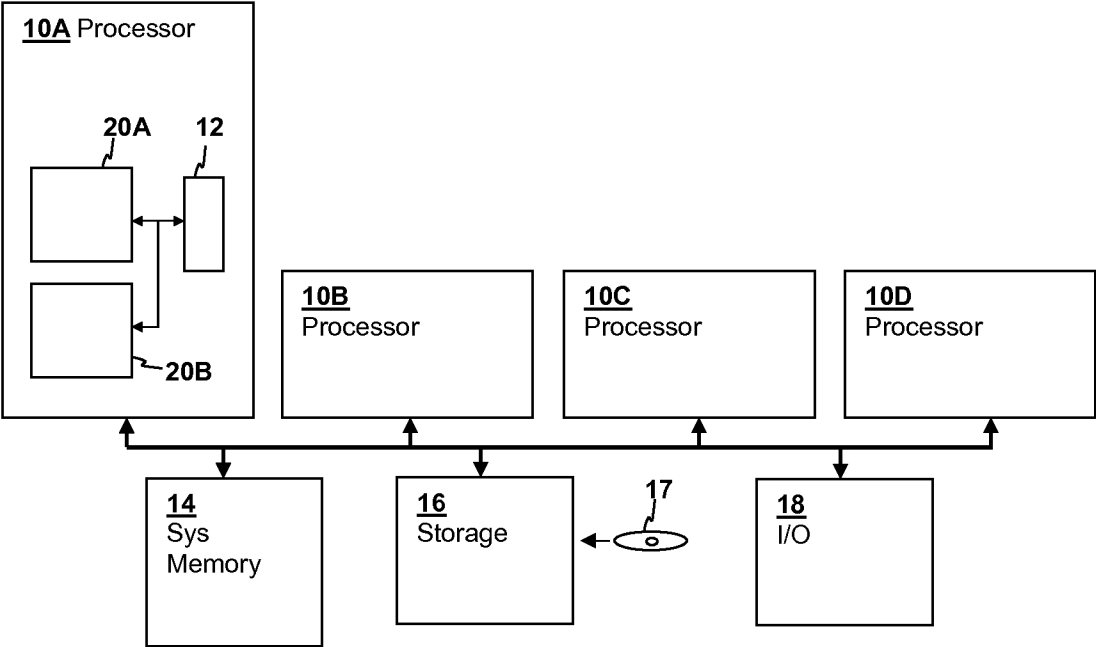 10A Processor
20A
12
20B
10B
Processor
10C
Processor
10D
Processor
14
Sys
Memory
16
Storage
17
18
I/O